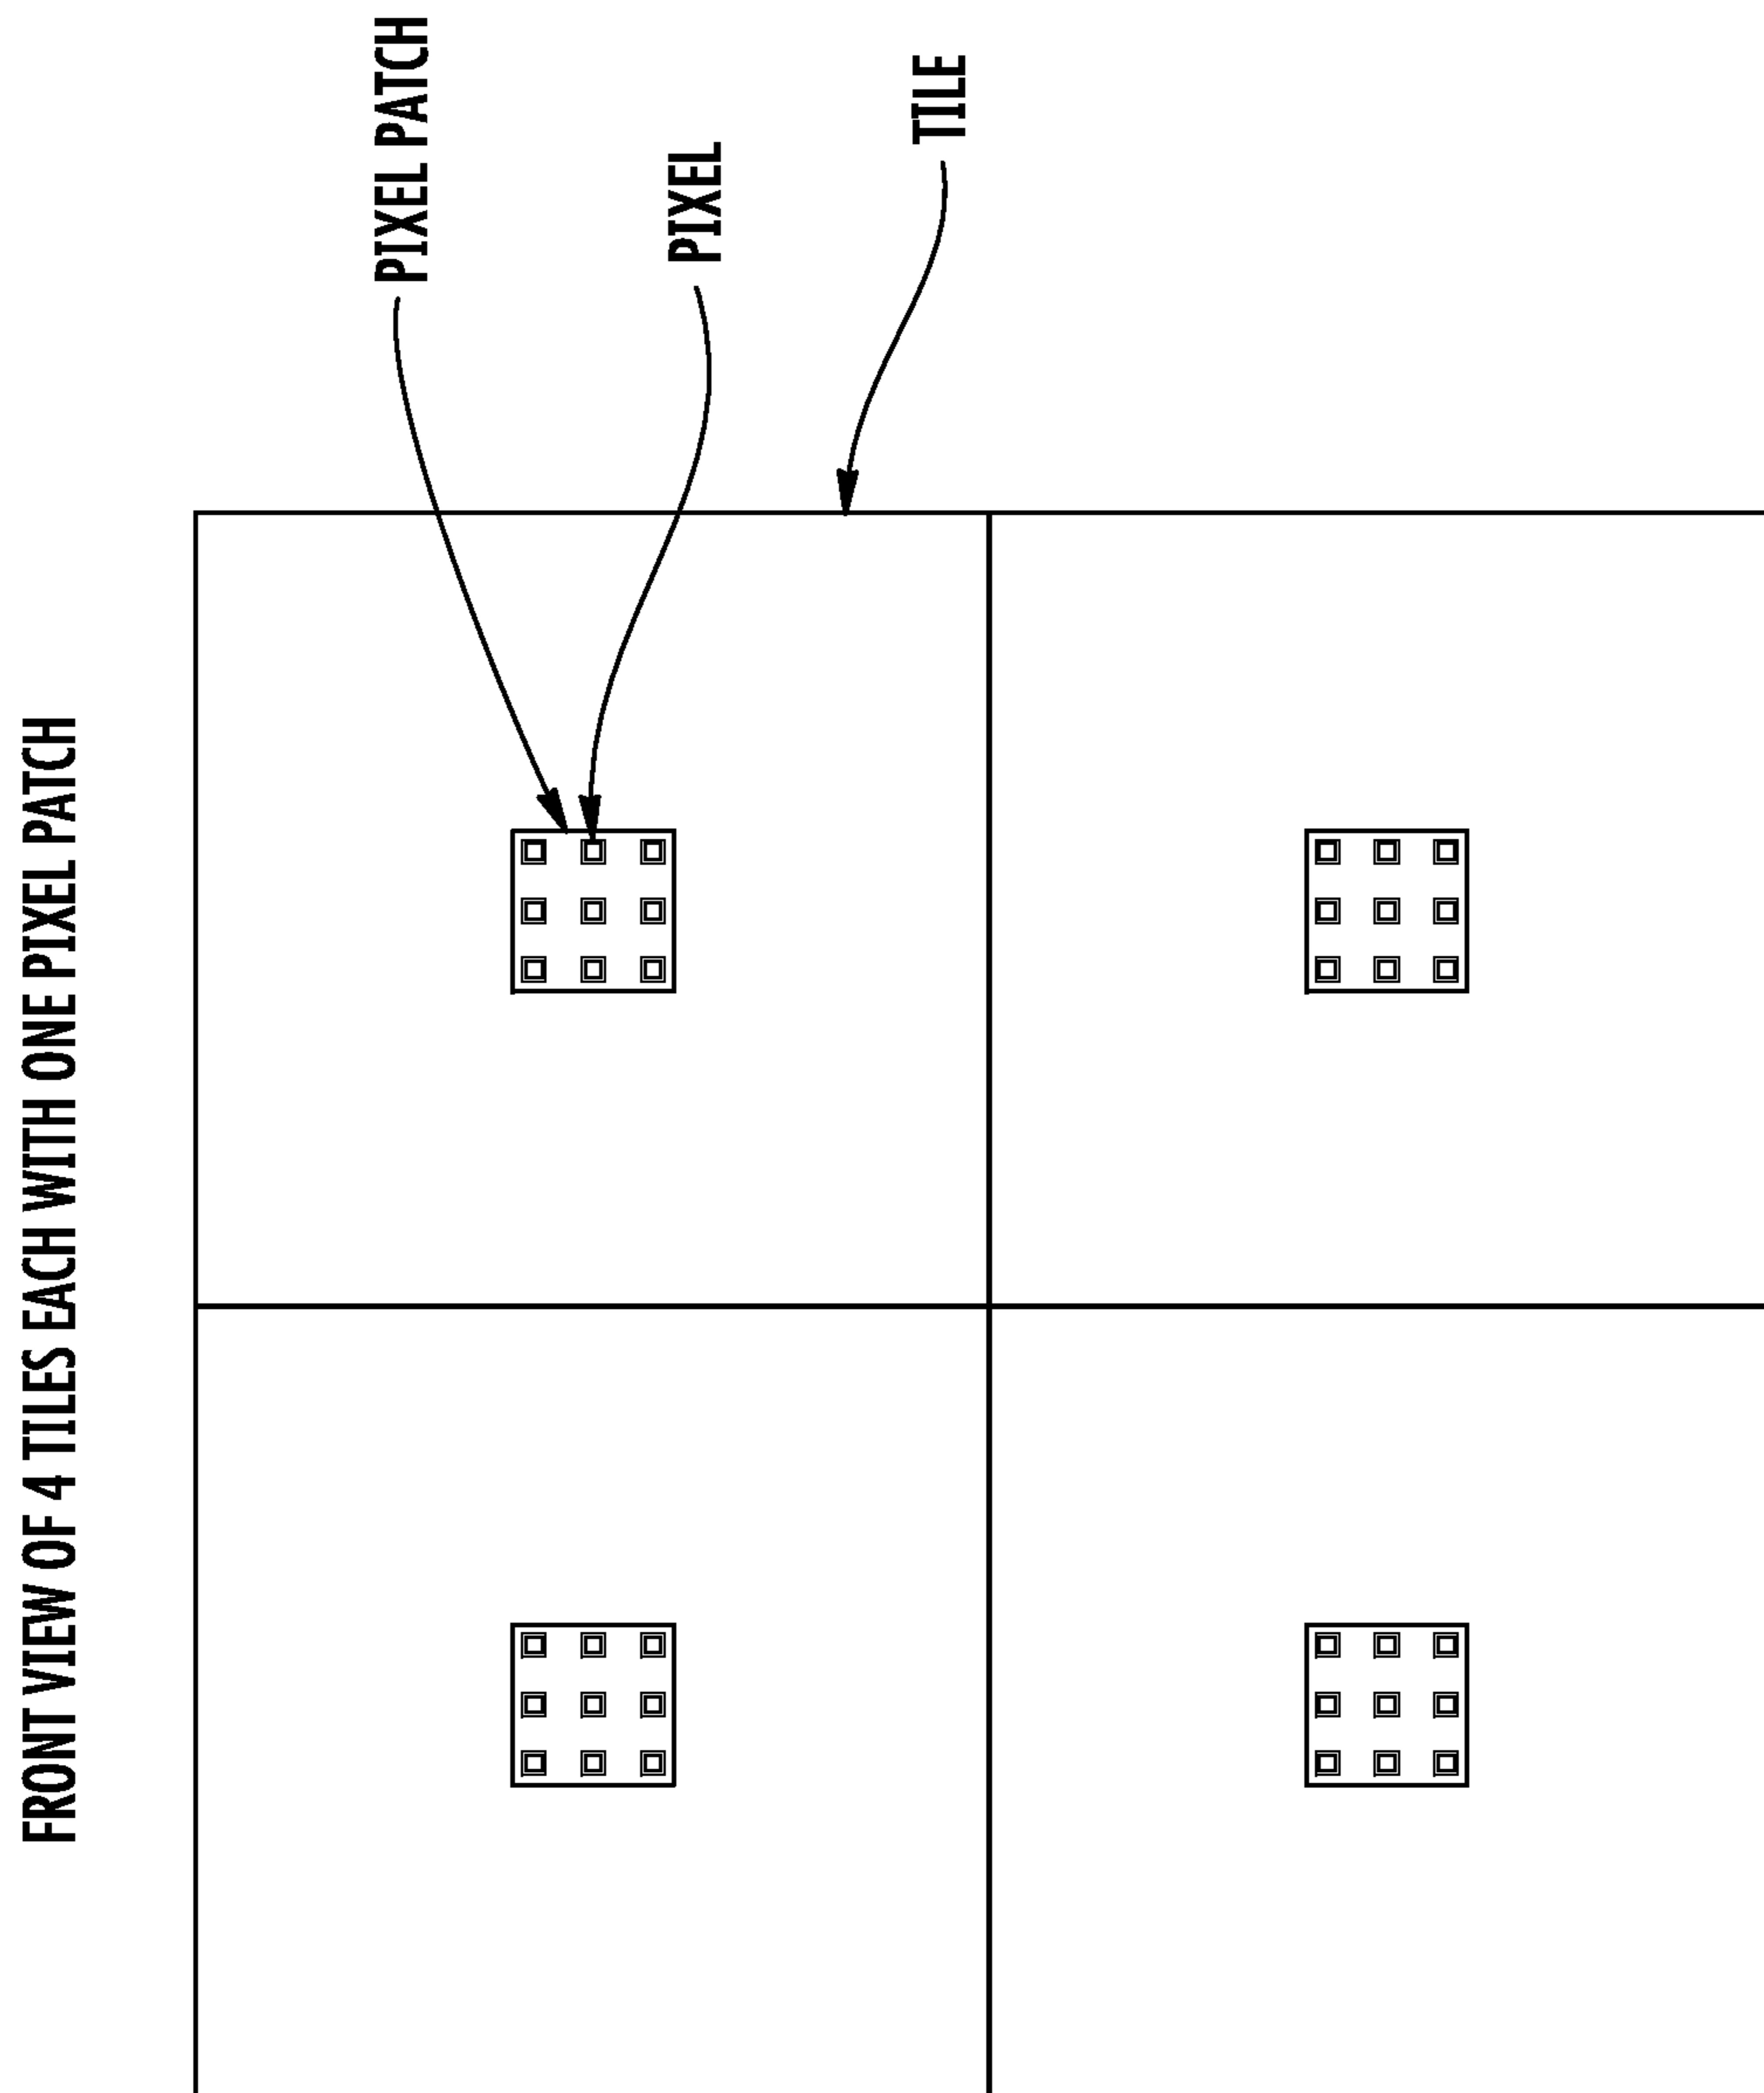 FRONT VIEW OF 4 TILES EACH WITH ONE PIXEL PATCH
PIXEL PATCH
PIXEL
TILE